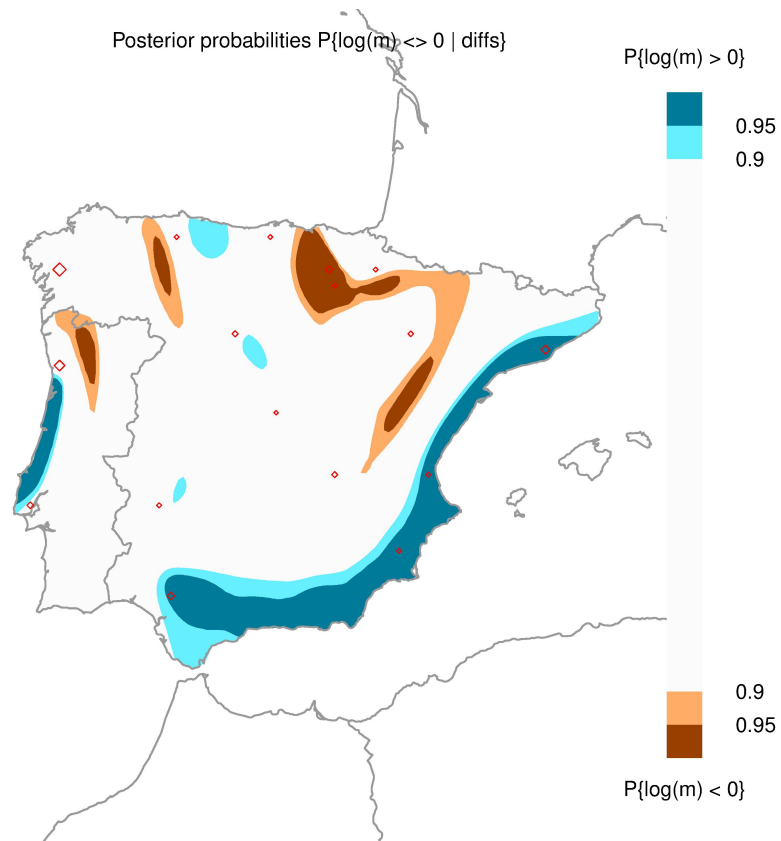 Posterior probabilities P{log(m) <> 0 | diffs}
P{log(m) > 0}
0.95
0.9
0.9
0.95
P{log(m) < 0}